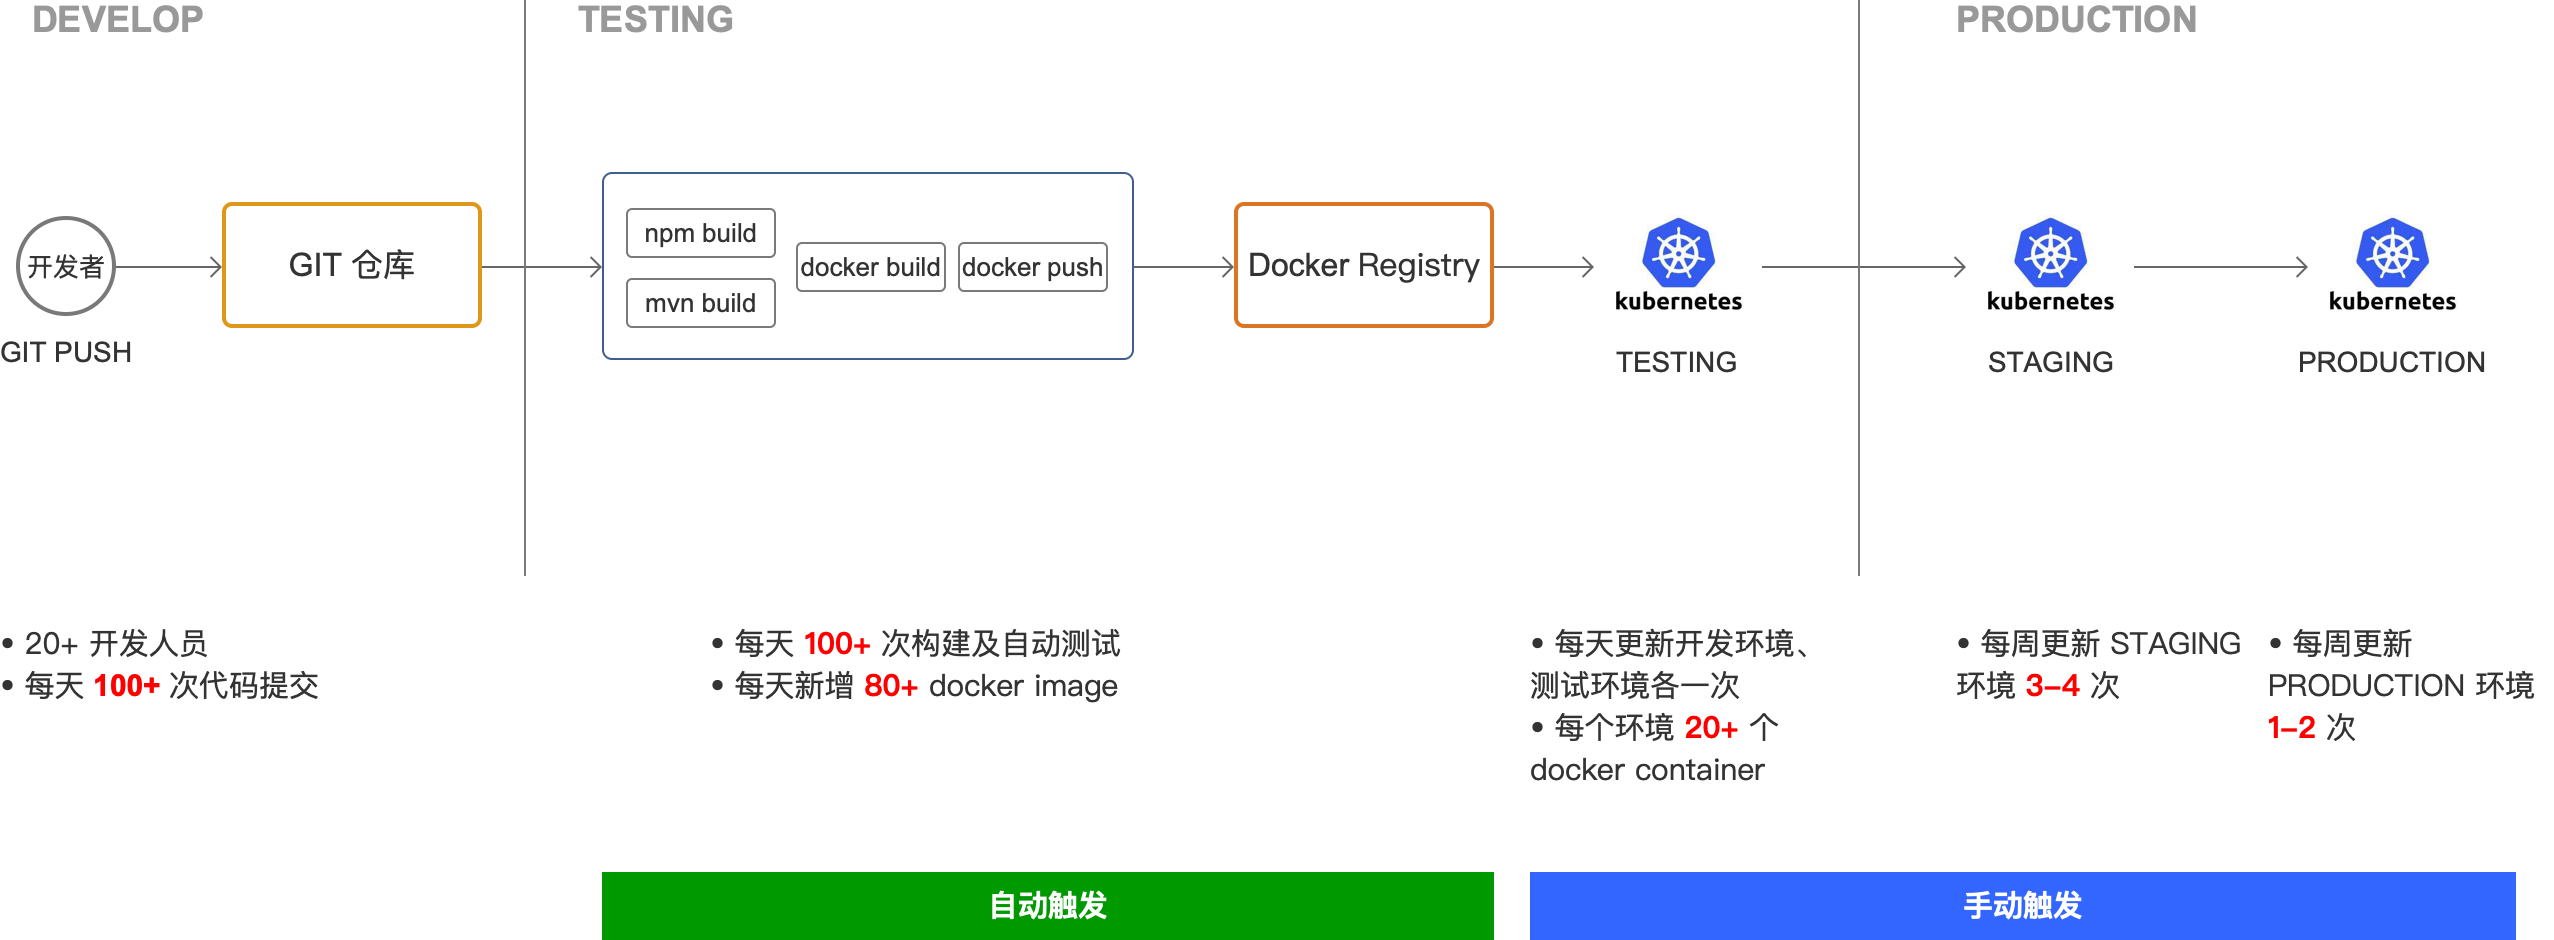 DEVELOP
TESTING
PRODUCTION
开发者
GIT PUSH
GIT 仓库
npm build
mvn build
docker build
docker push
Docker Registry
kubernetes
TESTING
kubernetes
STAGING
kubernetes
PRODUCTION
• 20+ 开发人员
• 每天 100+ 次代码提交
• 每天 100+ 次构建及自动测试
• 每天新增 80+ docker image
• 每天更新开发环境、
测试环境各一次
• 每个环境 20+ 个
docker container
• 每周更新 STAGING
环境 3-4 次
• 每周更新
PRODUCTION 环境
1-2 次
自动触发
手动触发